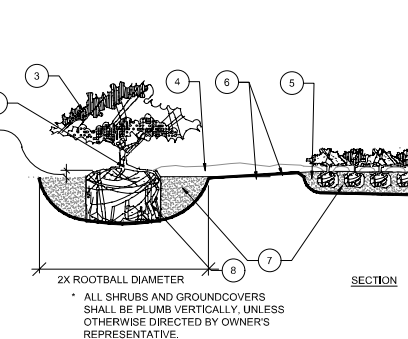 3
4
6
5
7
8
2X ROOTBALL DIAMETER
SECTION
* ALL SHRUBS AND GROUNDCOVERS
SHALL BE PLUMB VERTICALLY, UNLESS
OTHERWISE DIRECTED BY OWNER'S
REPRESENTATIVE.